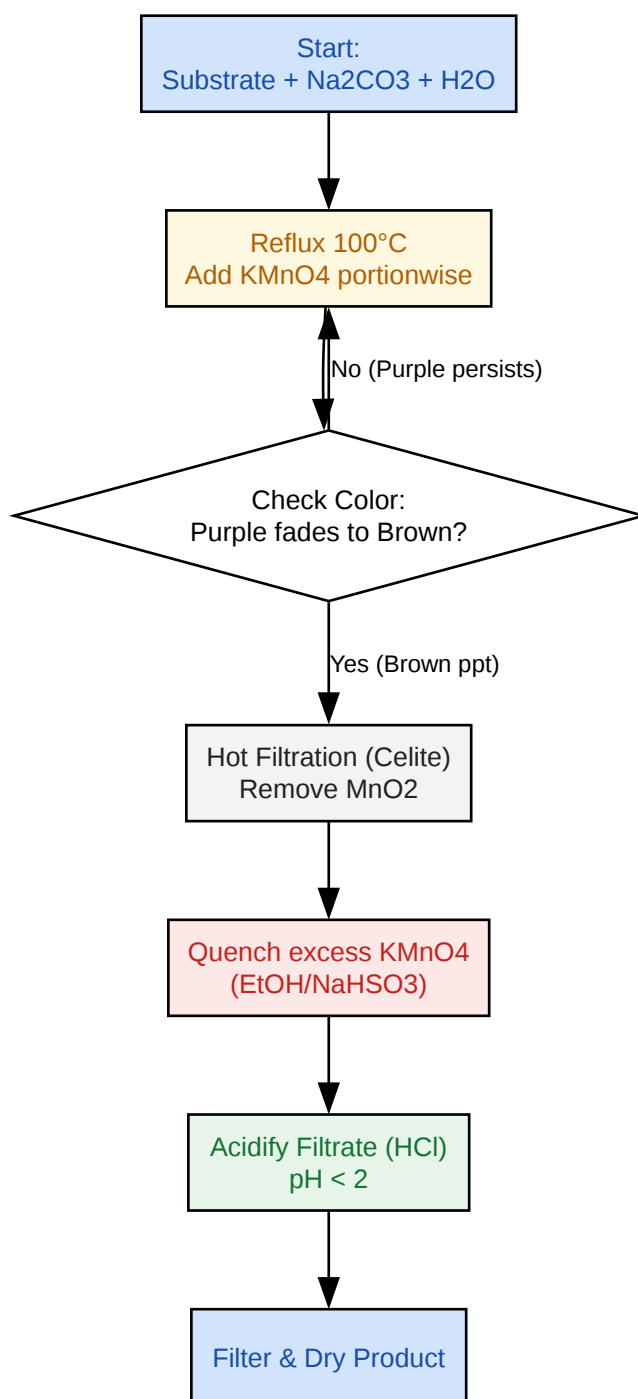 Start:
Substrate + Na2CO3 + H2O
Reflux 100°C
Add KMnO4 portionwise
No (Purple persists)
Check Color:
Purple fades to Brown?
Yes (Brown ppt)
Hot Filtration (Celite)
Remove MnO2
Quench excess KMnO4
(EtOH/NaHSO3)
Acidify Filtrate (HCl)
pH < 2
Filter & Dry Product